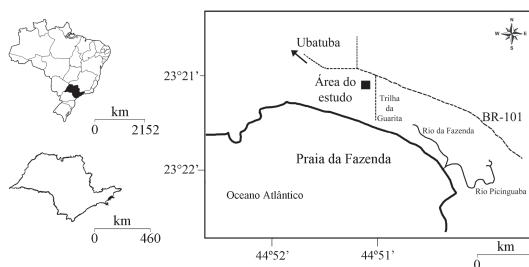 km
0 2152
km
0 460
Ubatuba
N
W E
S
23°21'
Área do
estudo
Trilha
da
Guarita
BR-101
Rio da Fazenda
23°22'
Praia da Fazenda
Oceano Atlântico
Rio Picinguaba
44°52' 44°51'
km
0